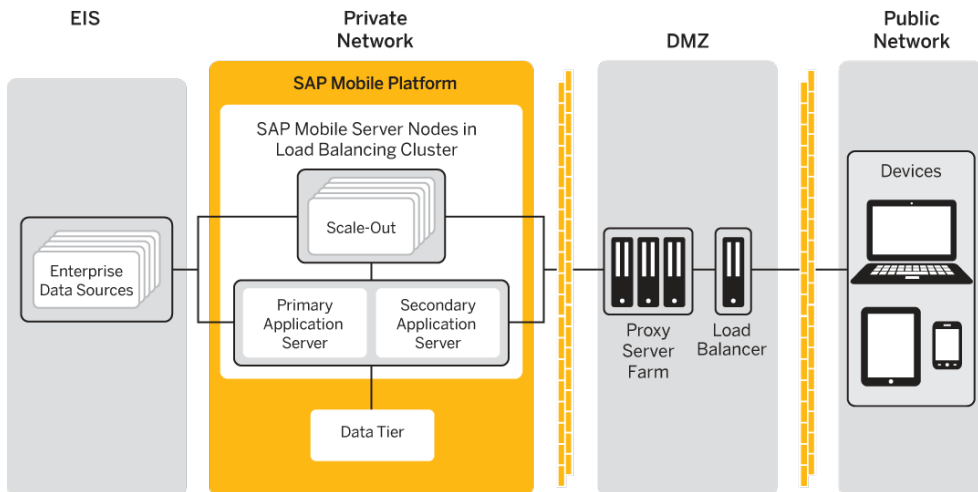 EIS
Private
Network
DMZ
Public
Network
SAP Mobile Platform
SAP Mobile Server Nodes in
Load Balancing Cluster
Scale-Out
Enterprise
Data Sources
Primary
Application
Server
Secondary
Application
Server
Data Tier
Proxy
Server
Farm
Load
Balancer
Devices